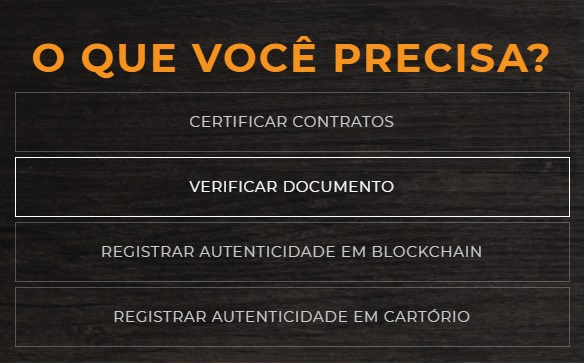 O QUE VOCÊ PRECISA?
CERTIFICAR CONTRATOS
VERIFICAR DOCUMENTO
REGISTRAR AUTENTICIDADE EM BLOCKCHAIN
REGISTRAR AUTENTICIDADE EM CARTÓRIO